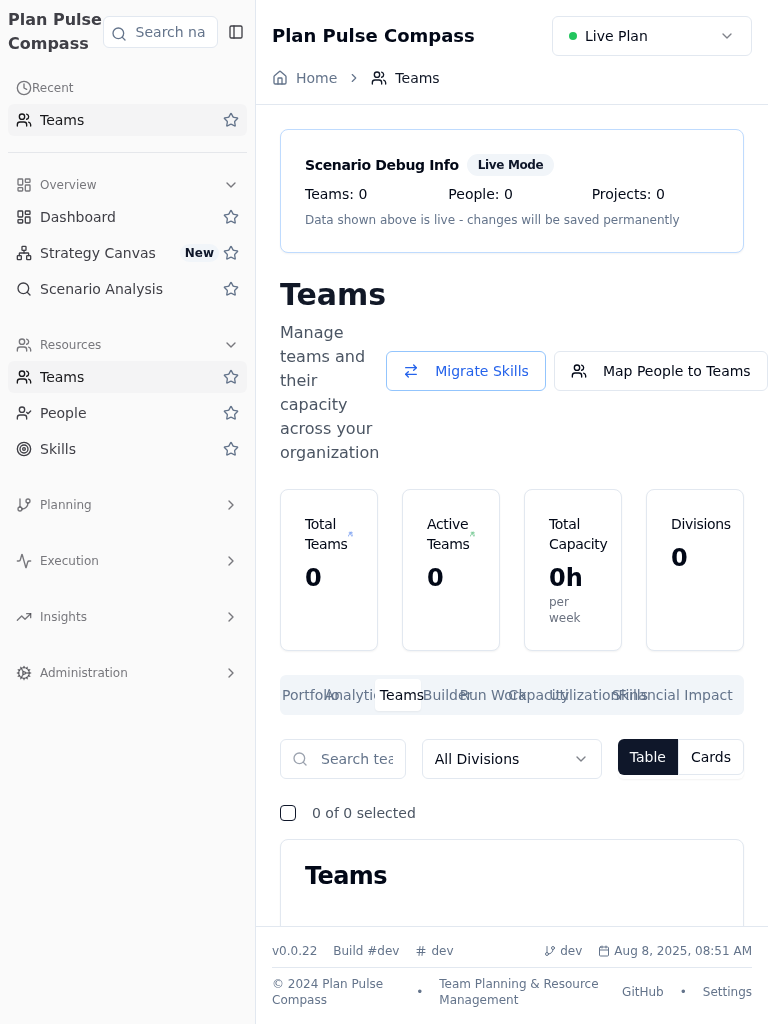 Plan Pulse
Compass
Search na
Recent
Teams
Overview
Dashboard
Strategy Canvas New
Scenario Analysis
Resources
Teams
People
Skills
Planning
Execution
Insights
Administration
Plan Pulse Compass
Live Plan
Home
Teams
Scenario Debug Info Live Mode
Teams: 0 People: 0 Projects: 0
Data shown above is live - changes will be saved permanently
Teams
Manage
teams and
their
capacity
across your
organization
Migrate Skills
Map People to Teams
Total
Teams
0
Active
Teams
0
Total
Capacity
0h
per
week
Divisions
0
Portfolio Analytics Teams Builder Run Work Capacity Utilization Skills Financial Impact
Search tea
All Divisions
Table Cards
0 of 0 selected
Teams
v0.0.22 Build #dev dev dev Aug 8, 2025, 08:51 AM
© 2024 Plan Pulse
Compass
•
Team Planning & Resource
Management
GitHub • Settings